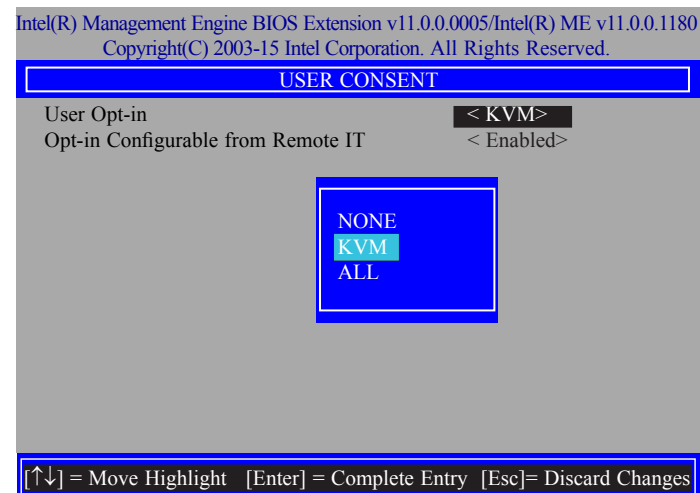 Intel(R) Management Engine BIOS Extension v11.0.0.0005/Intel(R) ME v11.0.0.1180
Copyright(C) 2003-15 Intel Corporation. All Rights Reserved.
USER CONSENT
User Opt-in < KVM>
Opt-in Configurable from Remote IT < Enabled>
NONE
KVM
ALL
[↑↓] = Move Highlight [Enter] = Complete Entry [Esc]= Discard Changes